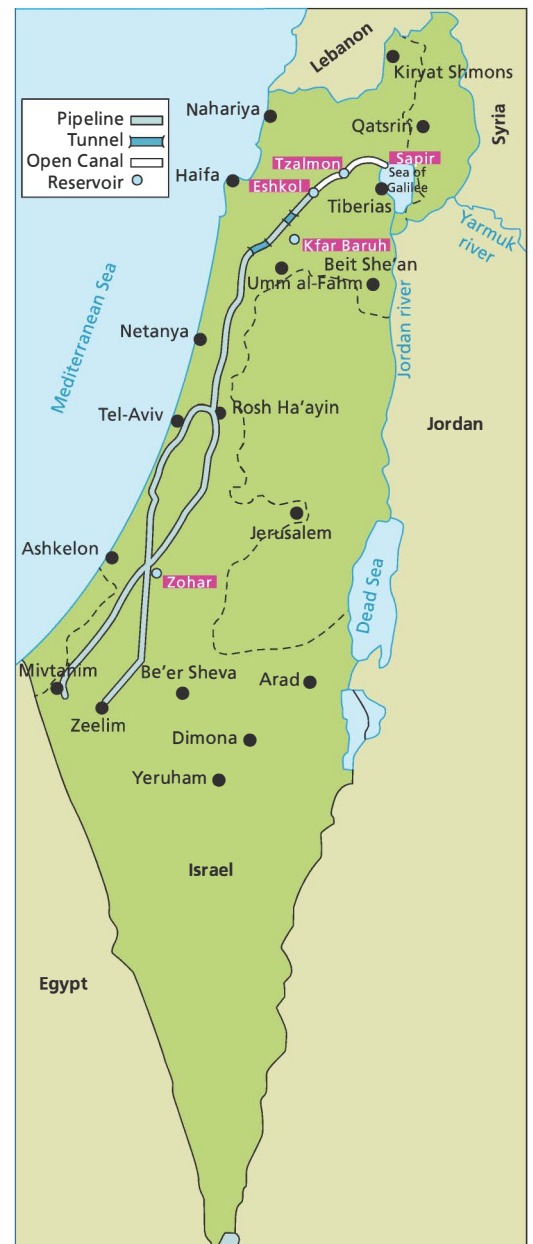 Lebanon
Kiryat Shmons
Syria
Nahariya
Pipeline
Tunnel
Open Canal
Reservoir
Qatsrin
Tzalmon
Sapir
Haifa
Eshkol
Sea of
Galilee
Tiberias
Yarmuk
river
Kfar Baruh
Beit She'an
Umm al-Fahm
Mediterranean Sea
Jordan river
Netanya
Tel-Aviv
Rosh Ha'ayin
Jordan
Jerusalem
Ashkelon
Zohar
Dead Sea
Mivtahim
Be'er Sheva
Arad
Zeelim
Dimona
Yeruham
Israel
Egypt